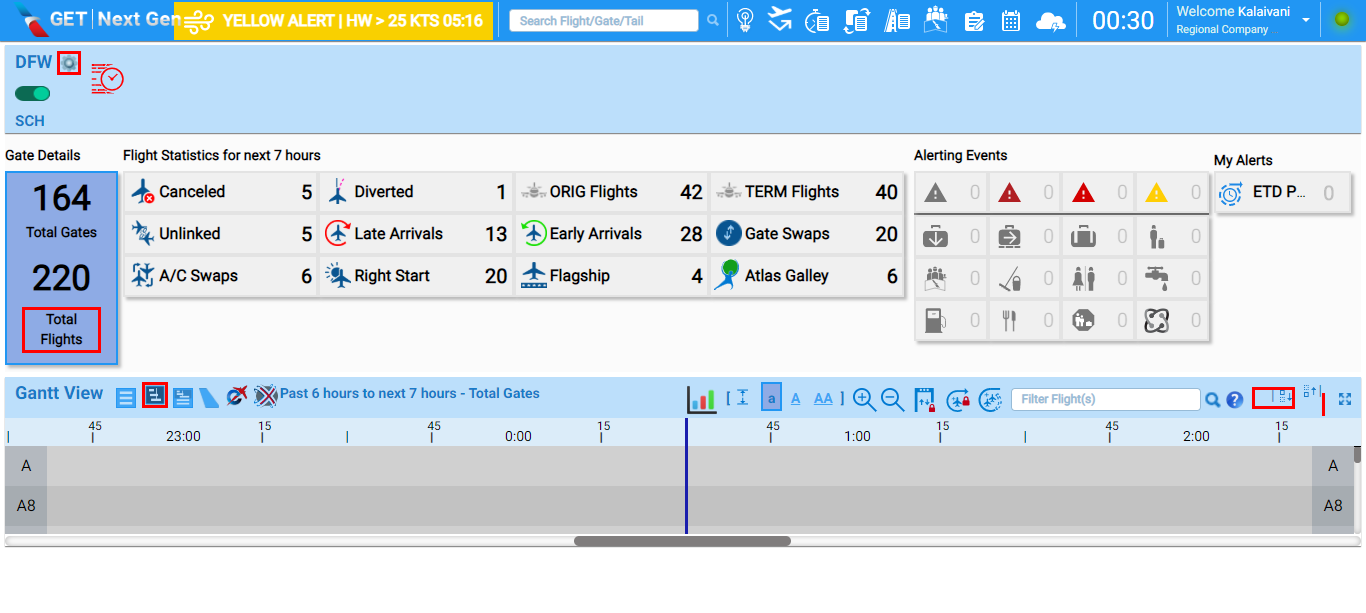 GET Next Gen
YELLOW ALERT | HW > 25 KTS 05:16
Search Flight/Gate/Tail
00:30
Welcome Kalaivani
Regional Company
DFW
SCH
Gate Details
164
Total Gates
220
Total
Flights
Flight Statistics for next 7 hours
Canceled 5
Diverted 1
ORIG Flights 42
TERM Flights 40
Unlinked 5
Late Arrivals 13
Early Arrivals 28
Gate Swaps 20
A/C Swaps 6
Right Start 20
Flagship 4
Atlas Galley 6
Alerting Events
0 0 0 0
0 0 0 0
0 0 0 0
0 0 0 0
My Alerts
ETD P... 0
Gantt View
Past 6 hours to next 7 hours - Total Gates
[ a A AA ]
Filter Flight(s)
?
45 23:00 15 45 0:00 15 45 1:00 15 45 2:00 15
A A
A8 A8